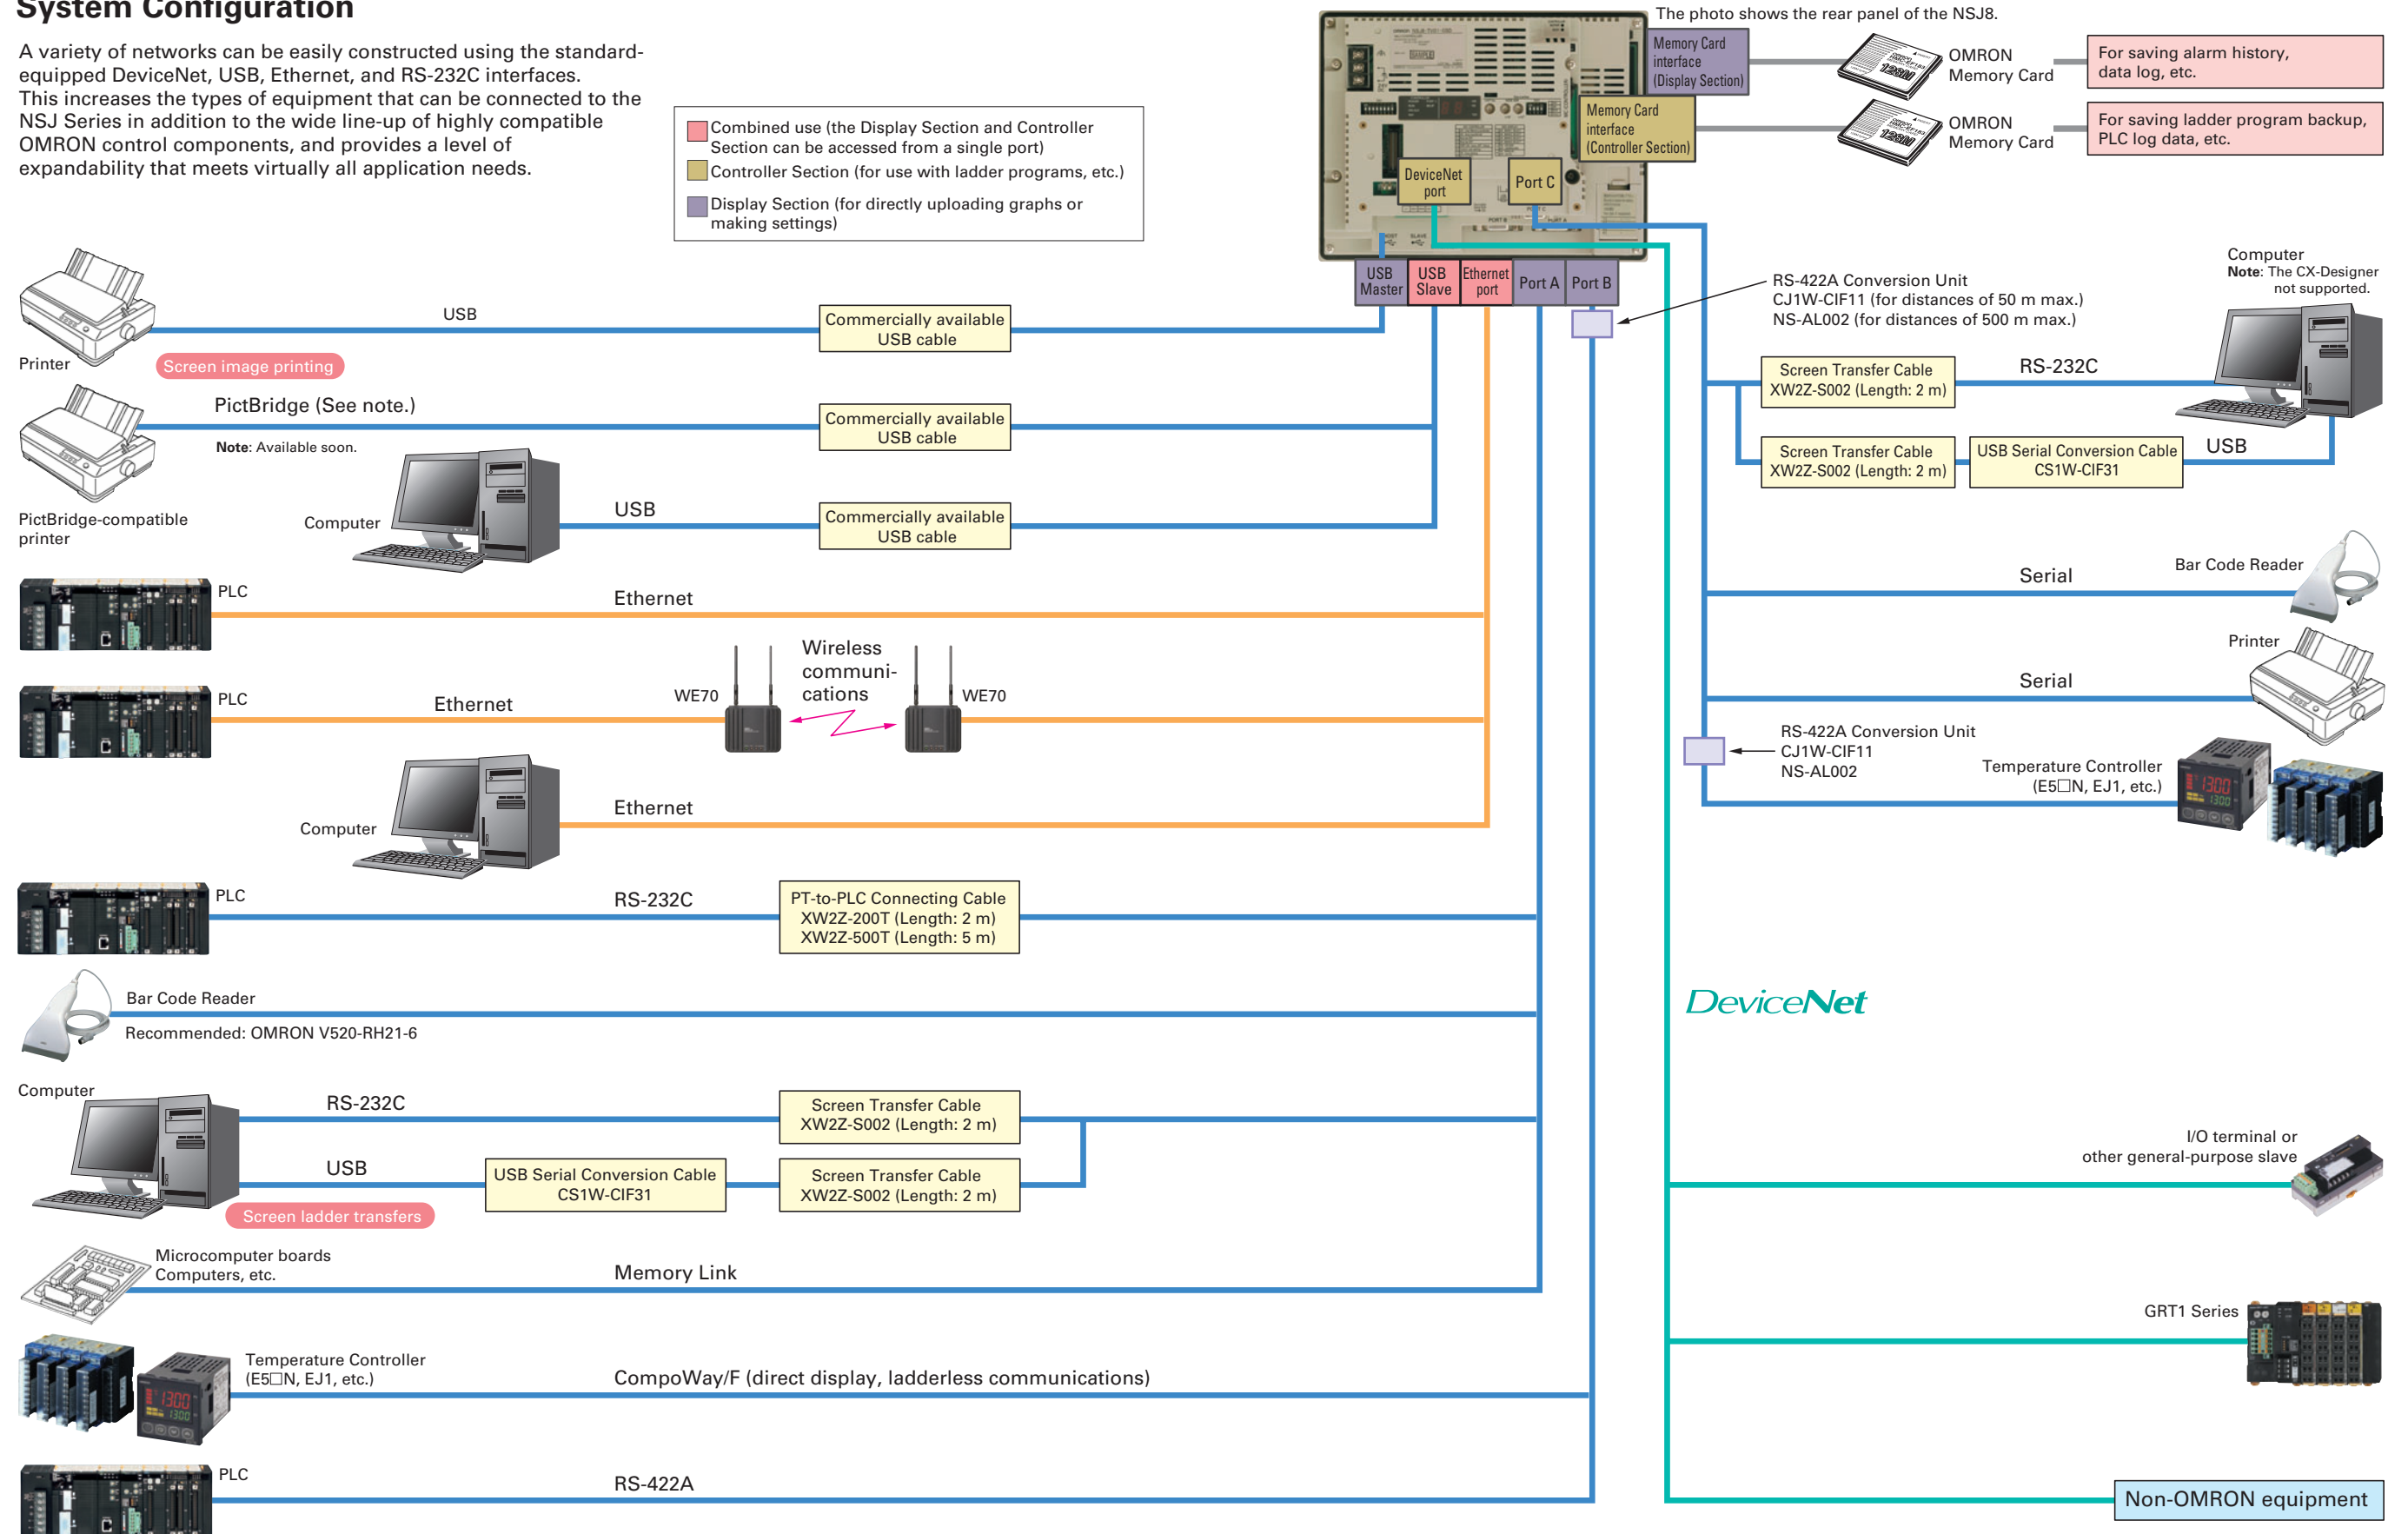 System Configuration
A variety of networks can be easily constructed using the standard-
equipped DeviceNet, USB, Ethernet, and RS-232C interfaces.
This increases the types of equipment that can be connected to the
NSJ Series in addition to the wide line-up of highly compatible
OMRON control components, and provides a level of
expandability that meets virtually all application needs.
Combined use (the Display Section and Controller
Section can be accessed from a single port)
Controller Section (for use with ladder programs, etc.)
Display Section (for directly uploading graphs or
making settings)
The photo shows the rear panel of the NSJ8.
Memory Card
interface
(Display Section)
OMRON
Memory Card
For saving alarm history,
data log, etc.
Memory Card
interface
(Controller Section)
OMRON
Memory Card
For saving ladder program backup,
PLC log data, etc.
128M
128M
DeviceNet
port
Port C
USB
Master
USB
Slave
Ethernet
port
Port A
Port B
RS-422A Conversion Unit
CJ1W-CIF11 (for distances of 50 m max.)
NS-AL002 (for distances of 500 m max.)
Computer
Note: The CX-Designer
not supported.
Printer
USB
Commercially available
USB cable
Screen image printing
PictBridge (See note.)
Note: Available soon.
Commercially available
USB cable
PictBridge-compatible
printer
Computer
USB
Commercially available
USB cable
PLC
Ethernet
PLC
Ethernet
WE70
Wireless
communi-
cations
WE70
Computer
Ethernet
PLC
RS-232C
PT-to-PLC Connecting Cable
XW2Z-200T (Length: 2 m)
XW2Z-500T (Length: 5 m)
Bar Code Reader
Recommended: OMRON V520-RH21-6
Computer
RS-232C
Screen Transfer Cable
XW2Z-S002 (Length: 2 m)
USB
USB Serial Conversion Cable
CS1W-CIF31
Screen Transfer Cable
XW2Z-S002 (Length: 2 m)
Screen ladder transfers
Microcomputer boards
Computers, etc.
Memory Link
Temperature Controller
(E5□N, EJ1, etc.)
CompoWay/F (direct display, ladderless communications)
PLC
RS-422A
Screen Transfer Cable
XW2Z-S002 (Length: 2 m)
RS-232C
Screen Transfer Cable
XW2Z-S002 (Length: 2 m)
USB Serial Conversion Cable
CS1W-CIF31
USB
Serial
Bar Code Reader
Serial
Printer
RS-422A Conversion Unit
CJ1W-CIF11
NS-AL002
Temperature Controller
(E5□N, EJ1, etc.)
DeviceNet
I/O terminal or
other general-purpose slave
GRT1 Series
Non-OMRON equipment